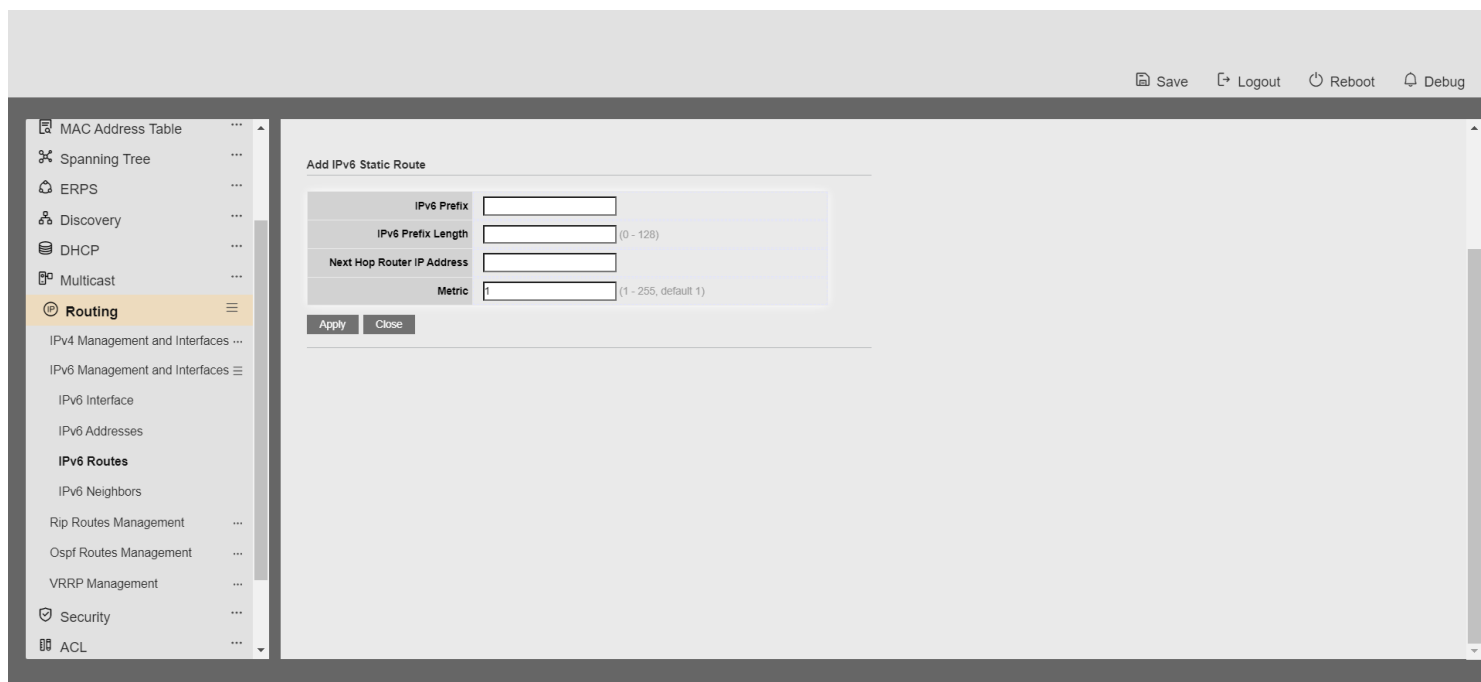 Save Logout Reboot Debug
MAC Address Table ...
Spanning Tree ...
ERPS ...
Discovery ...
DHCP ...
Multicast ...
IP Routing
IPv4 Management and Interfaces ...
IPv6 Management and Interfaces
IPv6 Interface
IPv6 Addresses
IPv6 Routes
IPv6 Neighbors
Rip Routes Management ...
Ospf Routes Management ...
VRRP Management ...
Security ...
ACL ...
Add IPv6 Static Route
IPv6 Prefix
IPv6 Prefix Length (0 - 128)
Next Hop Router IP Address
Metric 1 (1 - 255, default 1)
Apply Close